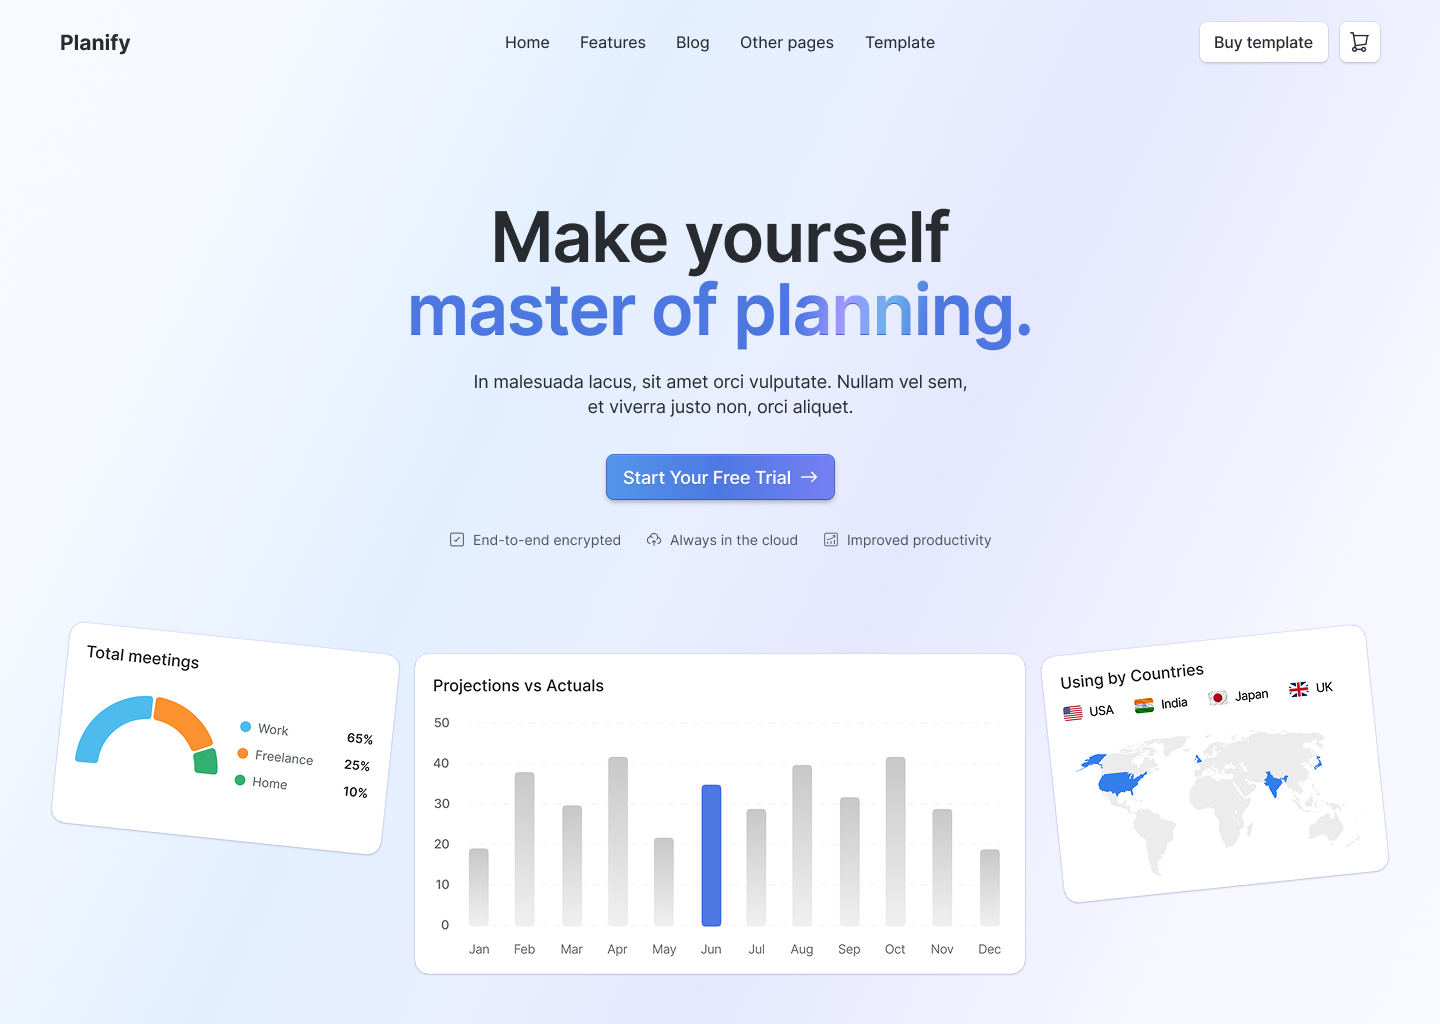 Planify
Home
Features
Blog
Other pages
Template
Buy template
Make yourself
master of planning.
In malesuada lacus, sit amet orci vulputate. Nullam vel sem,
et viverra justo non, orci aliquet.
Start Your Free Trial
End-to-end encrypted
Always in the cloud
Improved productivity
Total meetings
Work 65%
Freelance 25%
Home 10%
Projections vs Actuals
50
40
30
20
10
0
Jan Feb Mar Apr May Jun Jul Aug Sep Oct Nov Dec
Using by Countries
USA India Japan UK